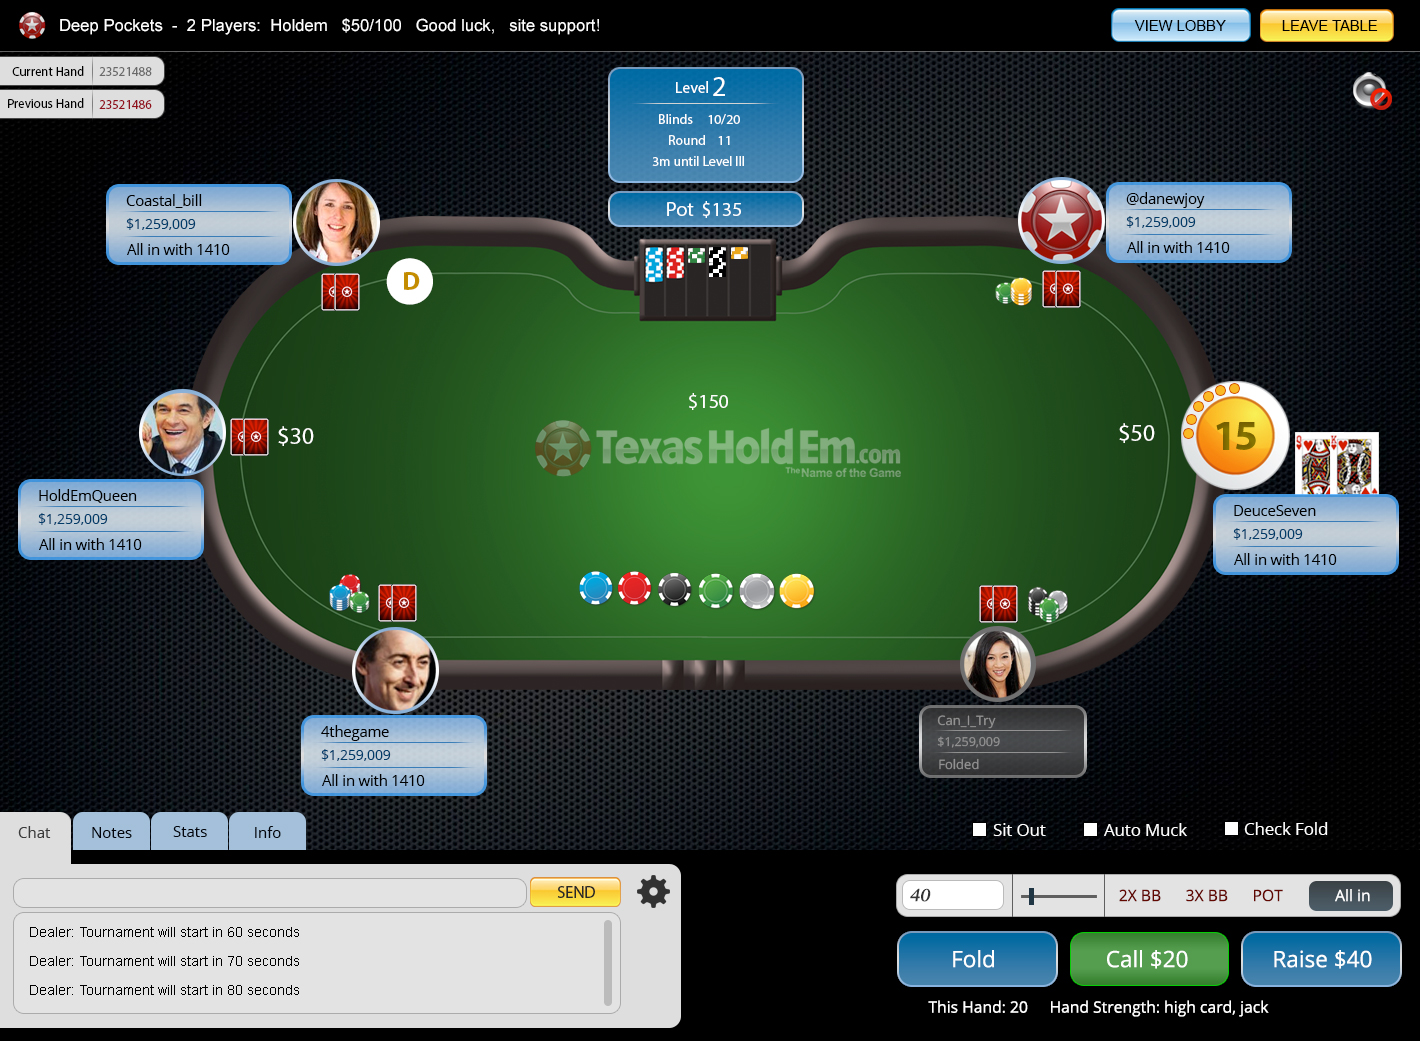 Deep Pockets - 2 Players: Holdem $50/100 Good luck, site support!
VIEW LOBBY
LEAVE TABLE
Current Hand 23521488
Previous Hand 23521486
Level 2
Blinds 10/20
Round 11
3m until Level III
Pot $135
Coastal_bill
$1,259,009
All in with 1410
@danewjoy
$1,259,009
All in with 1410
D
$150
$30
$50
15
Q K
TexasHoldEm.com
The Name of the Game
HoldEmQueen
$1,259,009
All in with 1410
DeuceSeven
$1,259,009
All in with 1410
4thegame
$1,259,009
All in with 1410
Can_I_Try
$1,259,009
Folded
Chat
Notes
Stats
Info
Sit Out
Auto Muck
Check Fold
SEND
Dealer: Tournament will start in 60 seconds
Dealer: Tournament will start in 70 seconds
Dealer: Tournament will start in 80 seconds
40
2X BB
3X BB
POT
All in
Fold
Call $20
Raise $40
This Hand: 20 Hand Strength: high card, jack